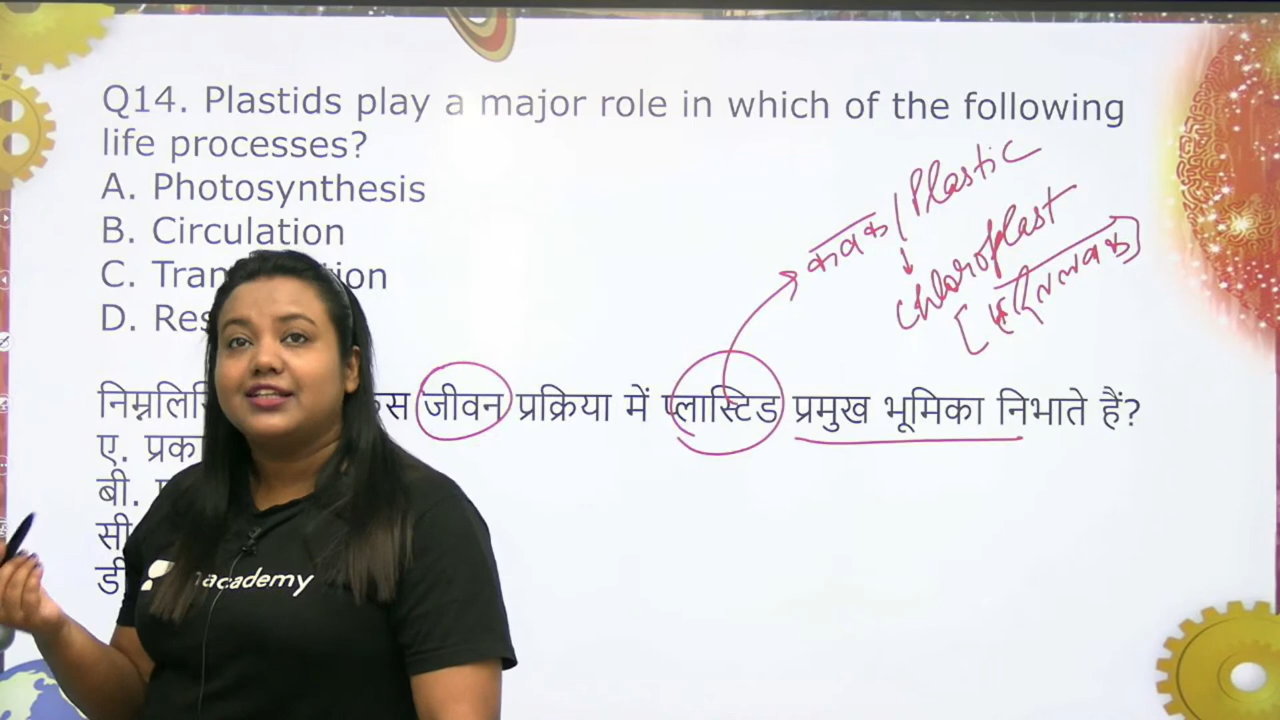 Q14. Plastids play a major role in which of the following
life processes?
A. Photosynthesis
B. Circulation
C. Tran
ion
D. Res
निम्नलि
स जीवन प्रक्रिया में प्लास्टिड प्रमुख भूमिका निभाते हैं?
ए. प्रक
बी.
सी
डी
Plastic
chloroplast
academy